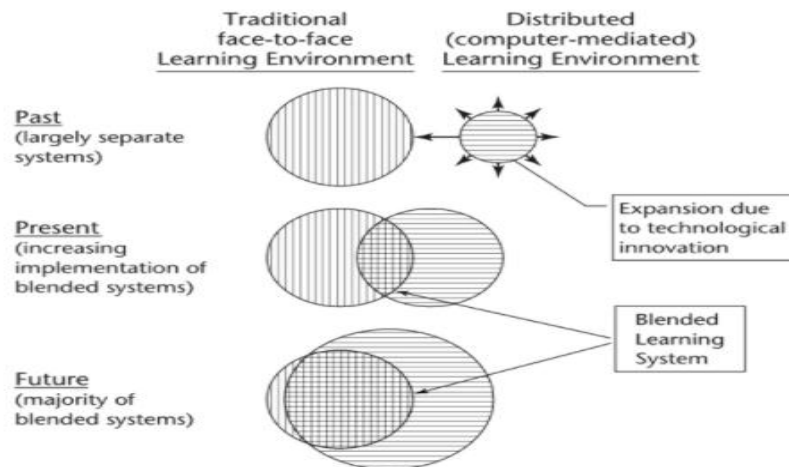 Traditional
face-to-face
Learning Environment
Distributed
(computer-mediated)
Learning Environment
Past
(largely separate
systems)
Expansion due
to technological
innovation
Present
(increasing
implementation of
blended systems)
Blended
Learning
System
Future
(majority of
blended systems)